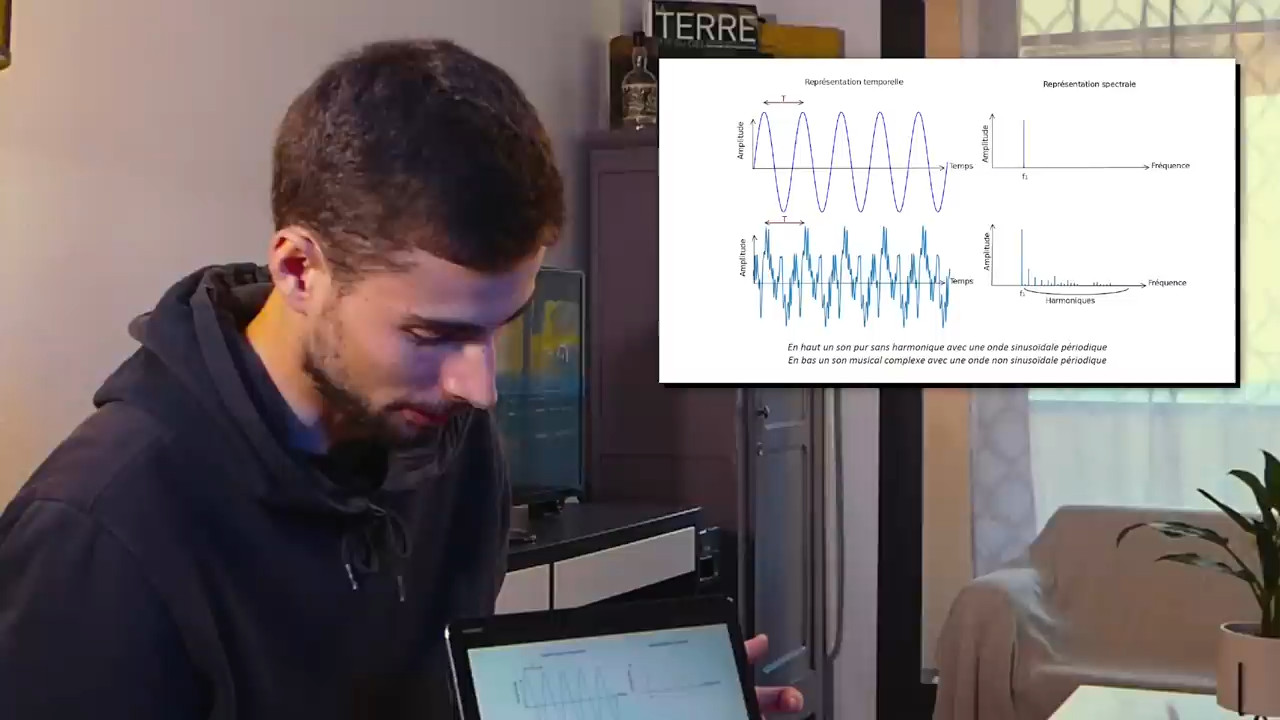 TERRE
Représentation temporelle
Représentation spectrale
T
Amplitude
Temps
Amplitude
f₁
Fréquence
T
Amplitude
Temps
Amplitude
f₁
Harmoniques
Fréquence
En haut un son pur sans harmonique avec une onde sinusoïdale périodique
En bas un son musical complexe avec une onde non sinusoïdale périodique